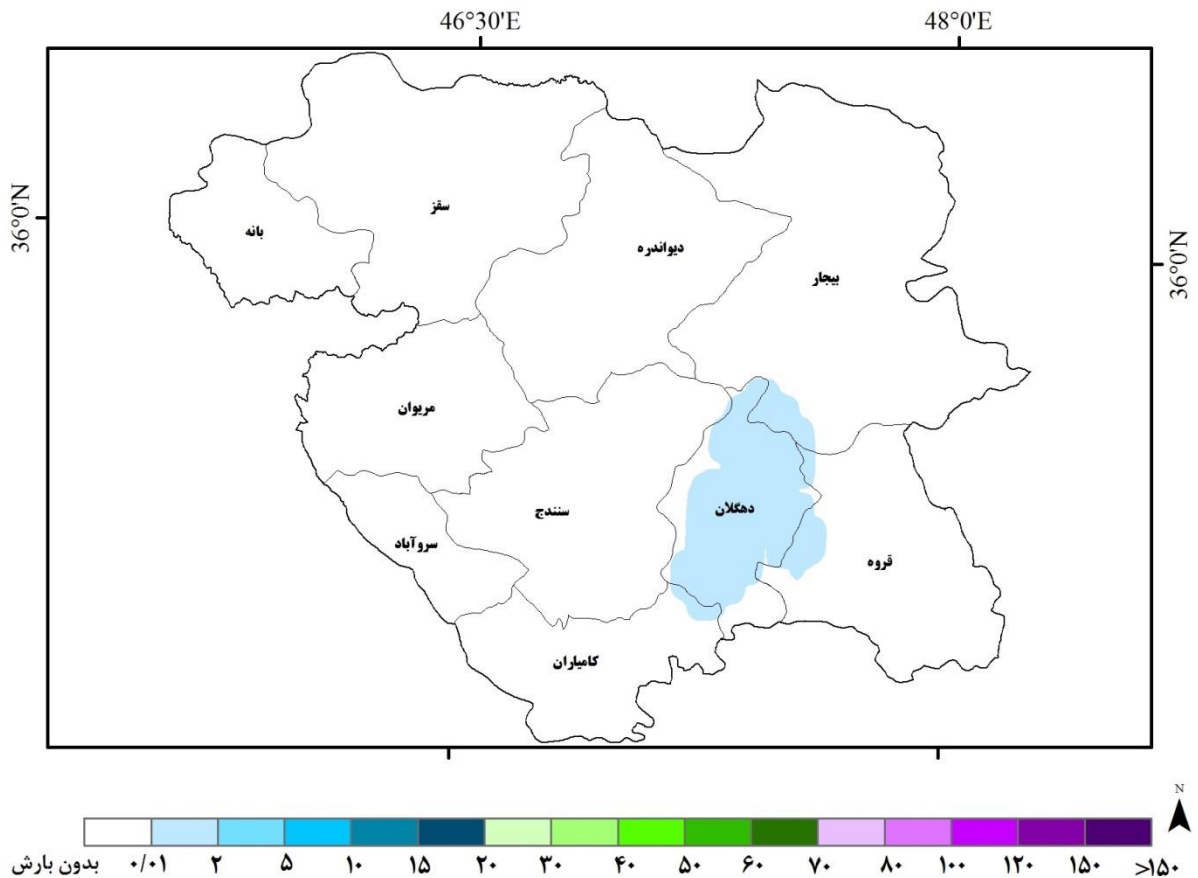 46°30'E 48°0'E
36°0'N
36°0'N
سقز
بانه
دیواندره
بیجار
مریوان
سنندج
دهگلان
سروآباد
قروه
کامیاران
N
بدون بارش ۰/۰۱ ۲ ۵ ۱۰ ۱۵ ۲۰ ۳۰ ۴۰ ۵۰ ۶۰ ۷۰ ۸۰ ۱۰۰ ۱۲۰ ۱۵۰ >۱۵۰